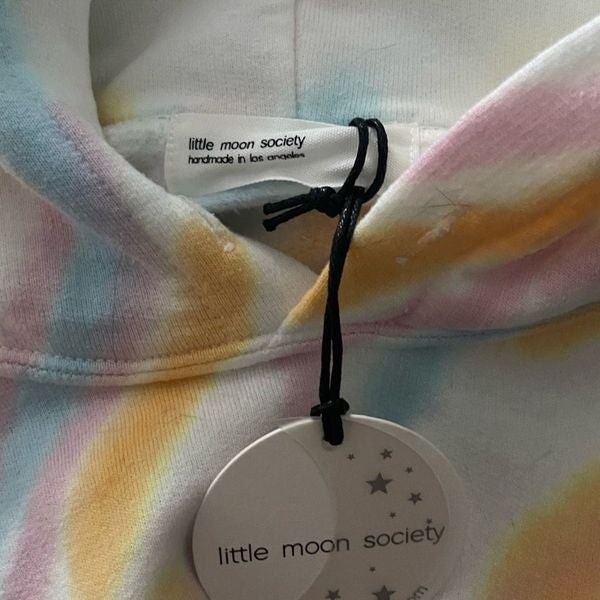 little moon society
handmade in los angeles
little moon society